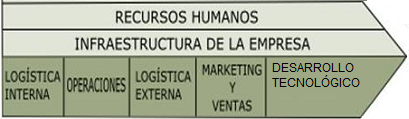 RECURSOS HUMANOS
INFRAESTRUCTURA DE LA EMPRESA
LOGÍSTICA
INTERNA
OPERACIONES
LOGÍSTICA
EXTERNA
MARKETING
Y
VENTAS
DESARROLLO
TECNOLÓGICO